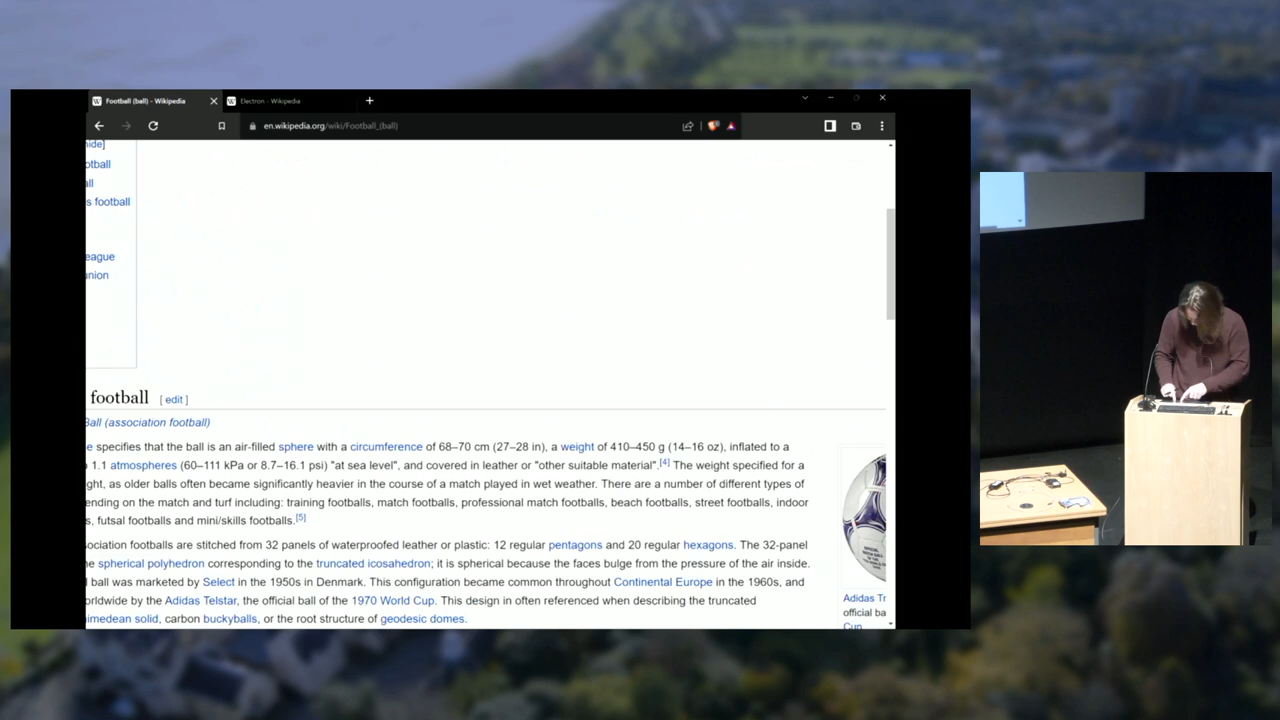 Football (ball) - Wikipedia
Electron - Wikipedia
en.wikipedia.org/wiki/Football_(ball)
hide]
otball
all
s football
eague
union
football [ edit ]
Ball (association football)
e specifies that the ball is an air-filled sphere with a circumference of 68–70 cm (27–28 in), a weight of 410–450 g (14–16 oz), inflated to a
1.1 atmospheres (60–111 kPa or 8.7–16.1 psi) "at sea level", and covered in leather or "other suitable material".[4] The weight specified for a
ght, as older balls often became significantly heavier in the course of a match played in wet weather. There are a number of different types of
ending on the match and turf including: training footballs, match footballs, professional match footballs, beach footballs, street footballs, indoor
s, futsal footballs and mini/skills footballs.[5]
sociation footballs are stitched from 32 panels of waterproofed leather or plastic: 12 regular pentagons and 20 regular hexagons. The 32-panel
he spherical polyhedron corresponding to the truncated icosahedron; it is spherical because the faces bulge from the pressure of the air inside.
l ball was marketed by Select in the 1950s in Denmark. This configuration became common throughout Continental Europe in the 1960s, and
orldwide by the Adidas Telstar, the official ball of the 1970 World Cup. This design in often referenced when describing the truncated
imedean solid, carbon buckyballs, or the root structure of geodesic domes.
Adidas Tr
official ba
Cup